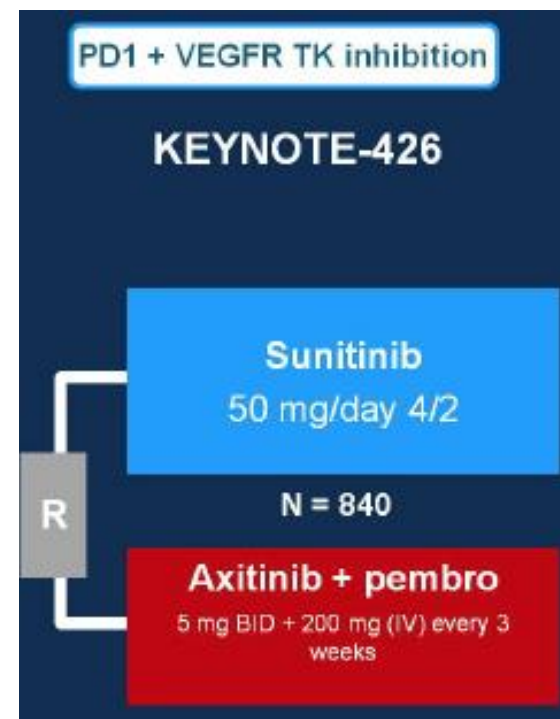 PD1 + VEGFR TK inhibition
KEYNOTE-426
Sunitinib
50 mg/day 4/2
R
N = 840
Axitinib + pembro
5 mg BID + 200 mg (IV) every 3
weeks